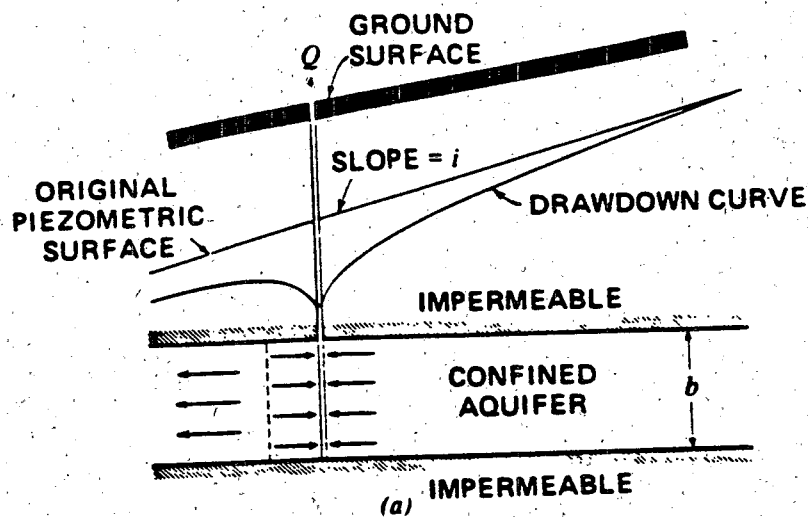 GROUND
SURFACE
Q
SLOPE = i
ORIGINAL
PIEZOMETRIC
SURFACE
DRAWDOWN CURVE
IMPERMEABLE
CONFINED
AQUIFER
b
IMPERMEABLE
(a)